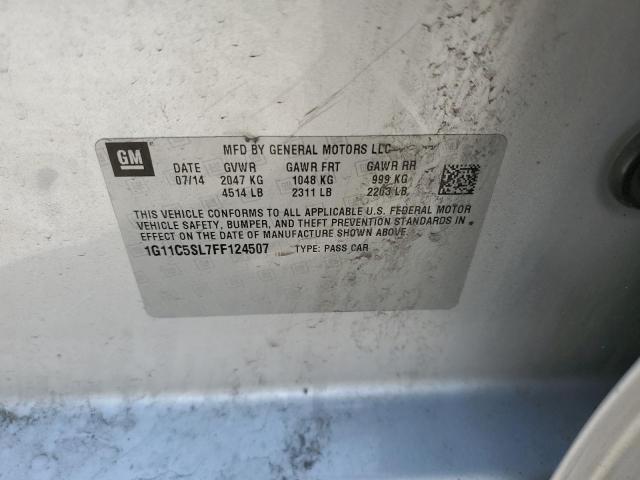 GM
MFD BY GENERAL MOTORS LLC
DATE GVWR GAWR FRT GAWR RR
07/14 2047 KG 1048 KG 999 KG
4514 LB 2311 LB 2203 LB
THIS VEHICLE CONFORMS TO ALL APPLICABLE U.S. FEDERAL MOTOR
VEHICLE SAFETY, BUMPER, AND THEFT PREVENTION STANDARDS IN
EFFECT ON THE DATE OF MANUFACTURE SHOWN ABOVE.
1G11C5SL7FF124507 TYPE: PASS CAR